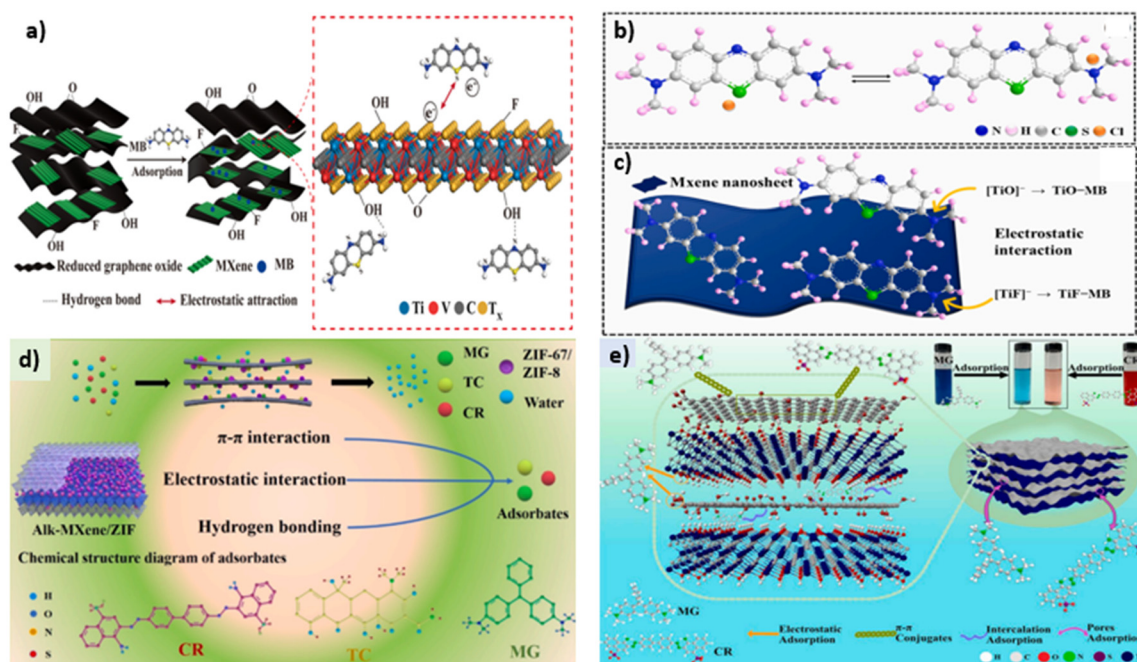 a)
OH
O
F
OH
MB
Adsorption
OH
O
F
OH
F
OH
OH
Reduced graphene oxide MXene MB
Hydrogen bond Electrostatic attraction
e⁻
OH
e⁻
F
OH
O
OH
Ti V C Tₓ
b)
N H C S Cl
c)
Mxene nanosheet
[TiO]⁻ → TiO−MB
Electrostatic
interaction
[TiF]⁻ → TiF−MB
d)
MG
TC
CR
ZIF-67/
ZIF-8
Water
π-π interaction
Electrostatic interaction
Hydrogen bonding
Adsorbates
Alk-MXene/ZIF
Chemical structure diagram of adsorbates
H
O
N
S
CR
TC
MG
e)
MG
Adsorption
Adsorption
MG
CR
Electrostatic
Adsorption
π-π
Conjugates
Intercalation
Adsorption
Pores
Adsorption
H C O N S